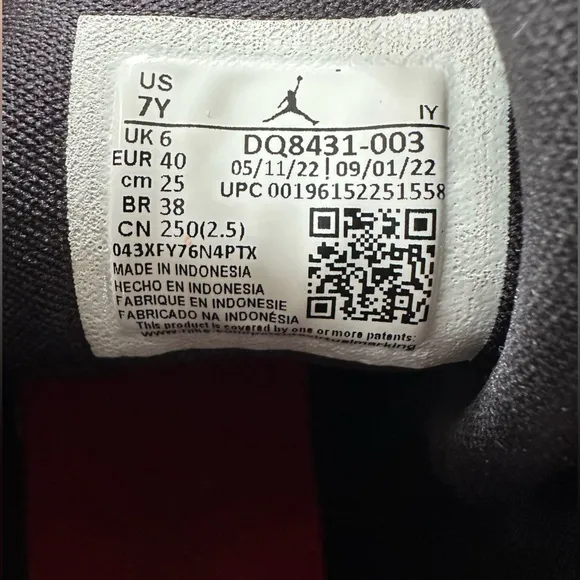 US
7Y
IY
UK 6
EUR 40
cm 25
BR 38
CN 250(2.5)
DQ8431-003
05/11/22 | 09/01/22
UPC 00196152251558
043XFY76N4PTX
MADE IN INDONESIA
HECHO EN INDONESIA
FABRIQUE EN INDONESIE
FABRICADO NA INDONÉSIA
This product is covered by one or more patents: